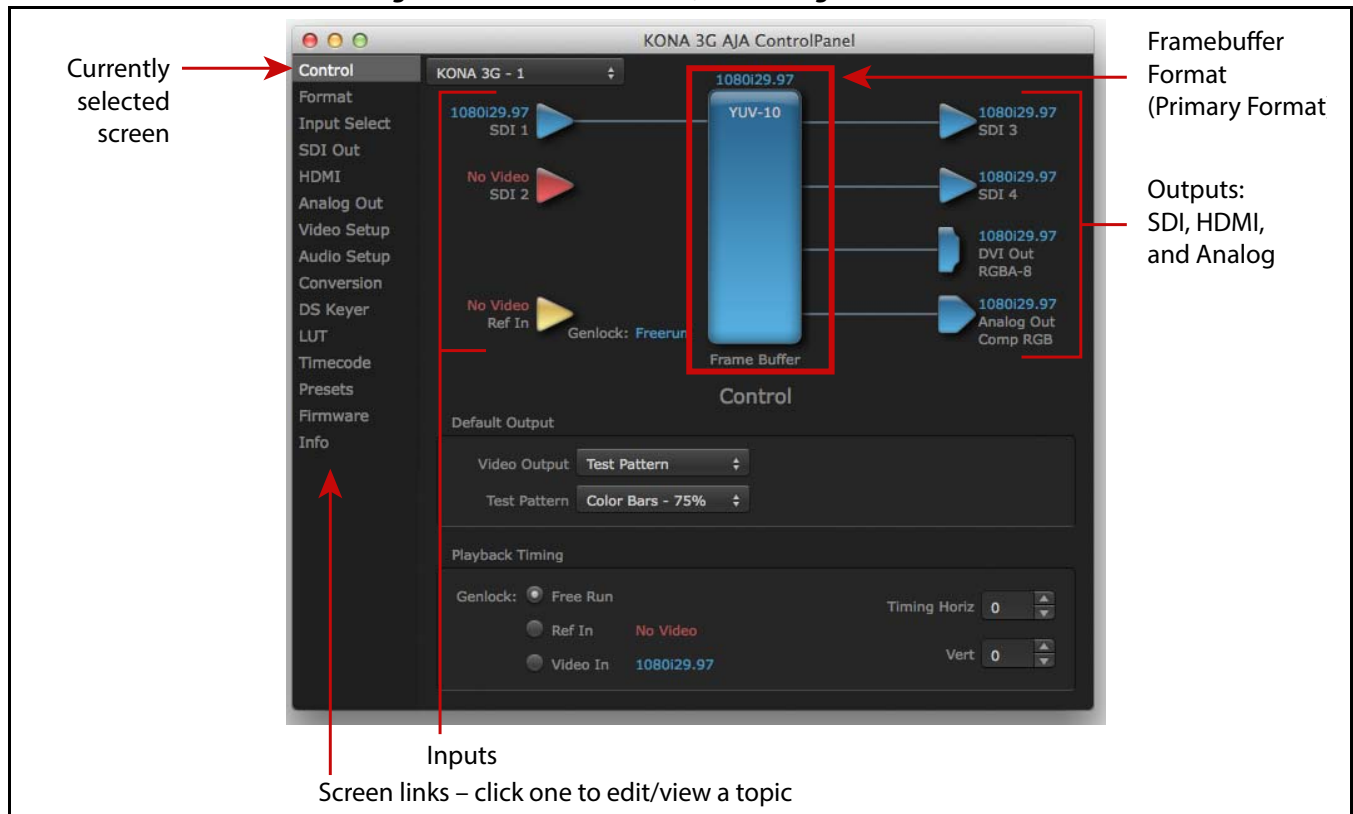 KONA 3G AJA ControlPanel
Currently
selected
screen
Framebuffer
Format
(Primary Format
Outputs:
SDI, HDMI,
and Analog
Control
Format
Input Select
SDI Out
HDMI
Analog Out
Video Setup
Audio Setup
Conversion
DS Keyer
LUT
Timecode
Presets
Firmware
Info
KONA 3G - 1
1080i29.97
SDI 1
No Video
SDI 2
No Video
Ref In
Genlock: Freerun
1080i29.97
YUV-10
Frame Buffer
1080i29.97
SDI 3
1080i29.97
SDI 4
1080i29.97
DVI Out
RGBA-8
1080i29.97
Analog Out
Comp RGB
Control
Default Output
Video Output Test Pattern
Test Pattern Color Bars - 75%
Playback Timing
Genlock: Free Run
Ref In No Video
Video In 1080i29.97
Timing Horiz 0
Vert 0
Inputs
Screen links – click one to edit/view a topic